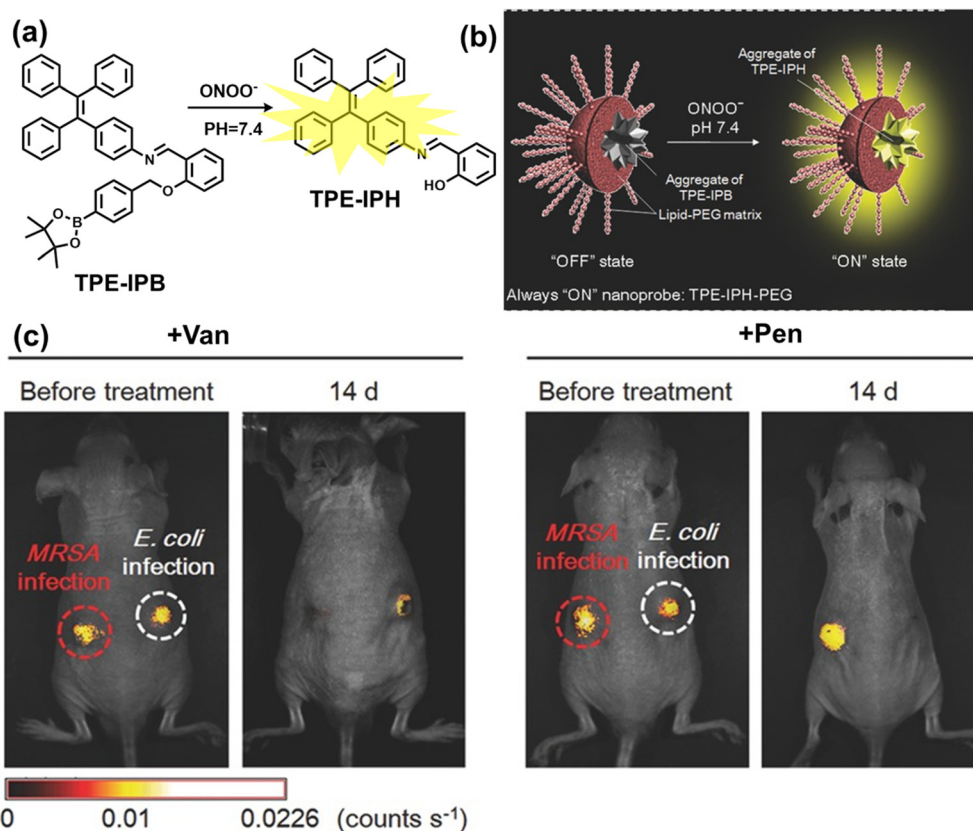 (a)
ONOO⁻
PH=7.4
N
O
O
B
O
N
HO
TPE-IPH
TPE-IPB
(b)
Aggregate of
TPE-IPH
ONOO⁻
pH 7.4
Aggregate of
TPE-IPB
Lipid-PEG matrix
"OFF" state
"ON" state
Always "ON" nanoprobe: TPE-IPH-PEG
(c)
+Van
+Pen
Before treatment
14 d
Before treatment
14 d
MRSA
infection
E. coli
infection
MRSA
infection
E. coli
infection
0
0.01
0.0226
(counts s⁻¹)